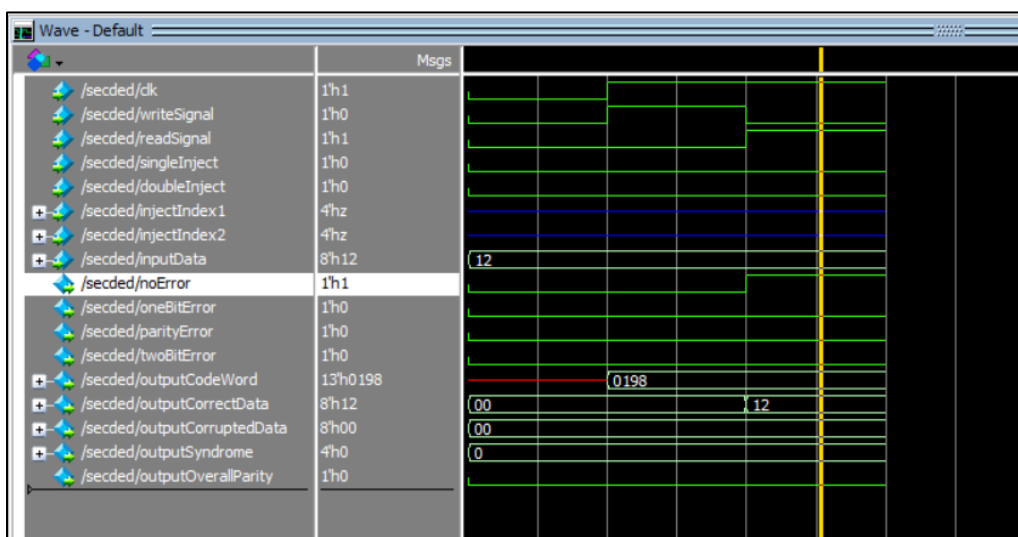 Wave - Default
Msgs
/secded/clk 1'h1
/secded/writeSignal 1'h0
/secded/readSignal 1'h1
/secded/singleInject 1'h0
/secded/doubleInject 1'h0
/secded/injectIndex1 4'hz
/secded/injectIndex2 4'hz
/secded/inputData 8'h12 12
/secded/noError 1'h1
/secded/oneBitError 1'h0
/secded/parityError 1'h0
/secded/twoBitError 1'h0
/secded/outputCodeWord 13'h0198 0198
/secded/outputCorrectData 8'h12 00 12
/secded/outputCorruptedData 8'h00 00
/secded/outputSyndrome 4'h0 0
/secded/outputOverallParity 1'h0